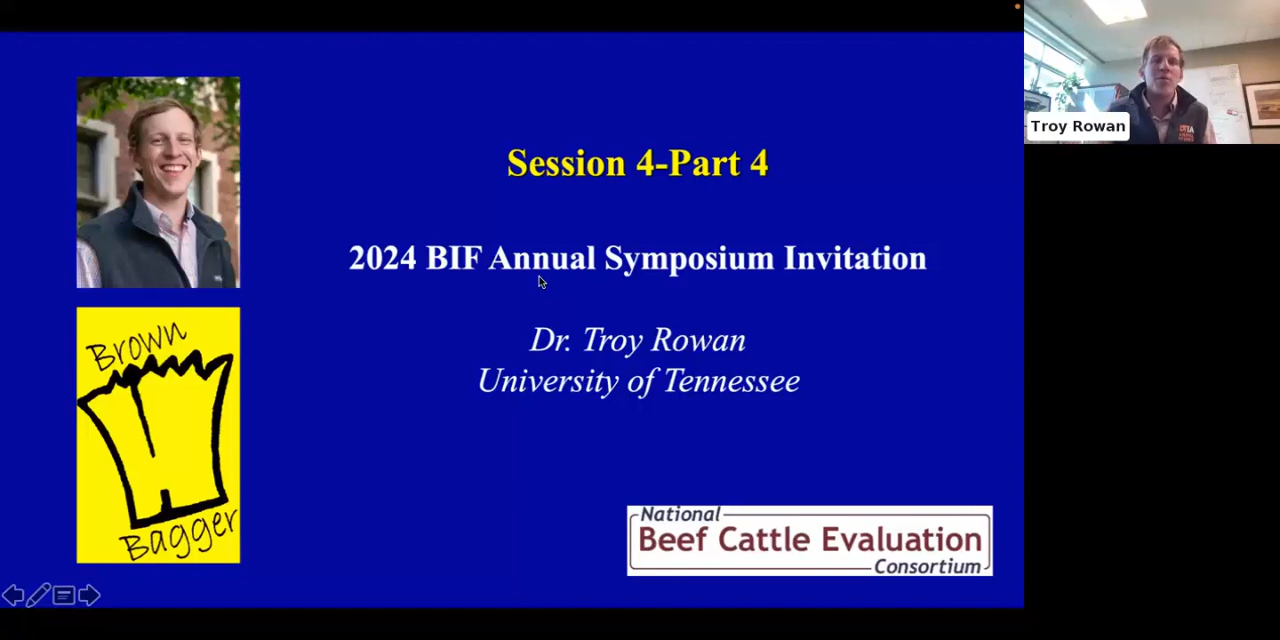 Session 4-Part 4
2024 BIF Annual Symposium Invitation
Dr. Troy Rowan
University of Tennessee
Brown
Bagger
National
Beef Cattle Evaluation
Consortium
Troy Rowan